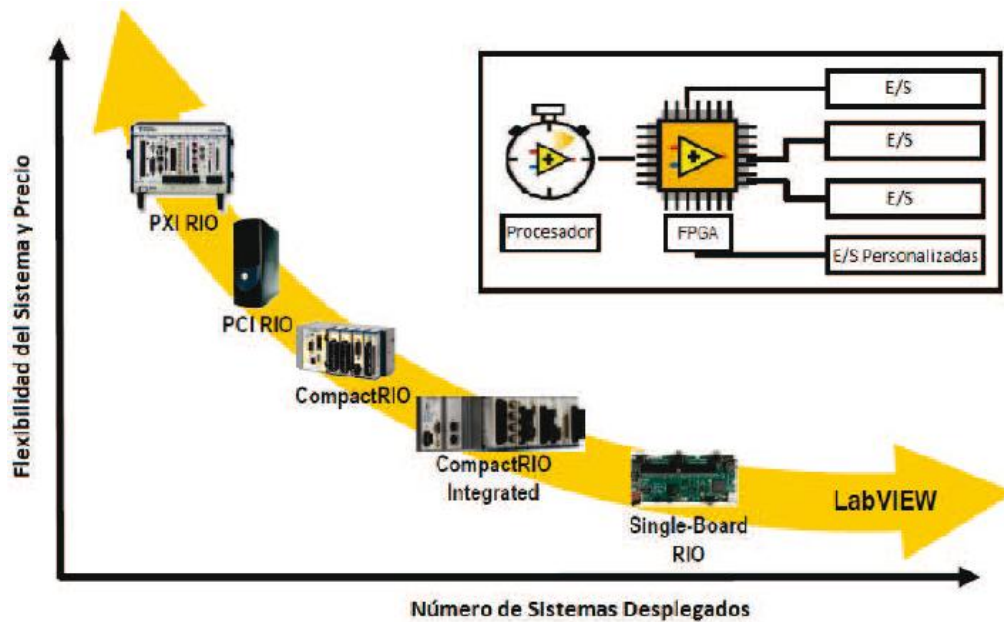 Flexibilidad del Sistema y Precio
PXI RIO
PCI RIO
CompactRIO
CompactRIO
Integrated
Single-Board
RIO
LabVIEW
Número de Sistemas Desplegados
Procesador
FPGA
E/S
E/S
E/S
E/S Personalizadas